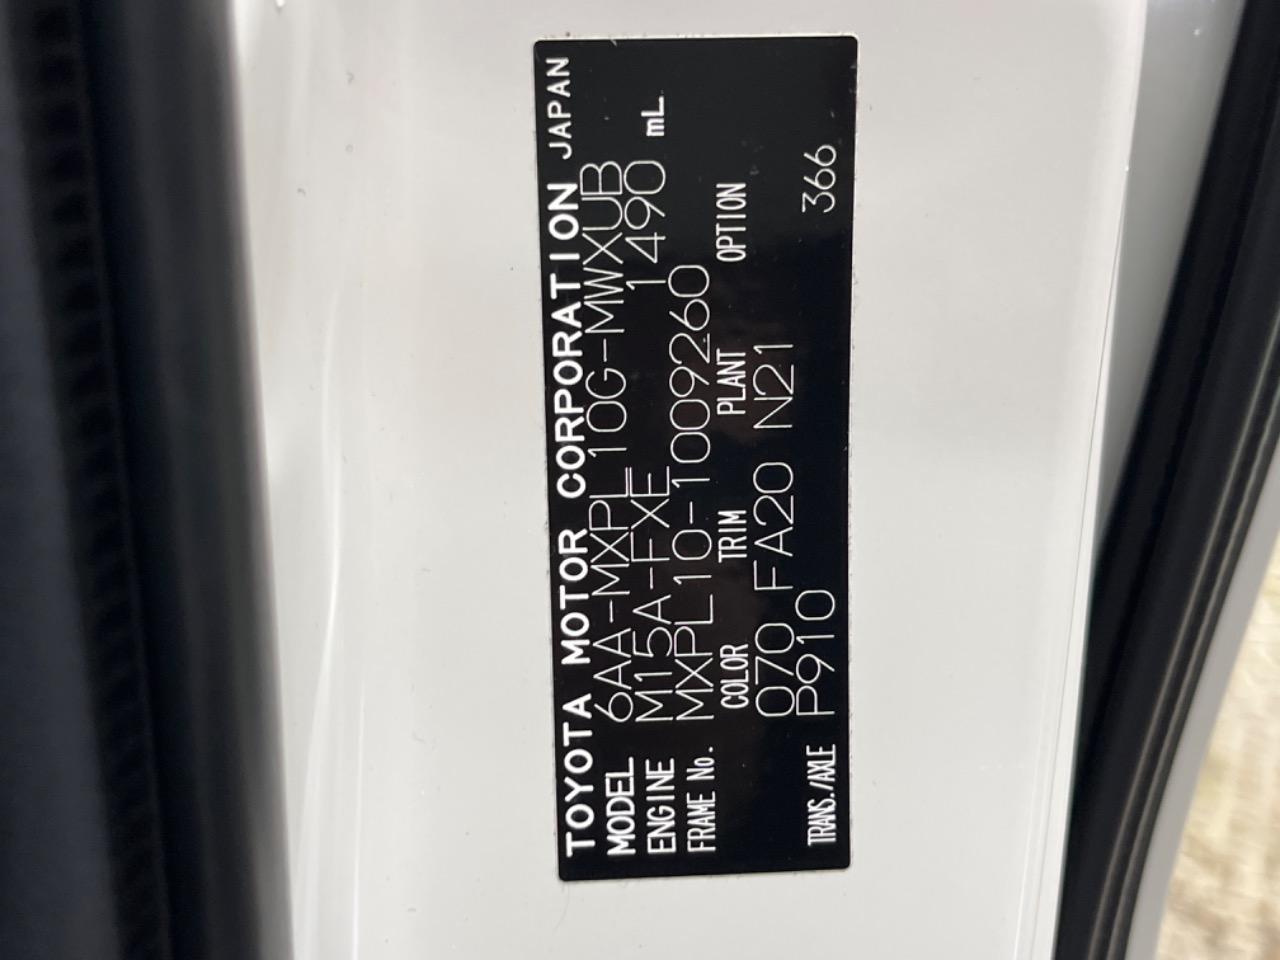 TOYOTA MOTOR CORPORATION JAPAN
MODEL 6AA-MXPL10G-MWXUB
ENGINE M15A-FXE 1490 mL
FRAME No. MXPL10-1009260
COLOR TRIM PLANT OPTION
070 FA20 N21
TRANS./AXLE P910 366